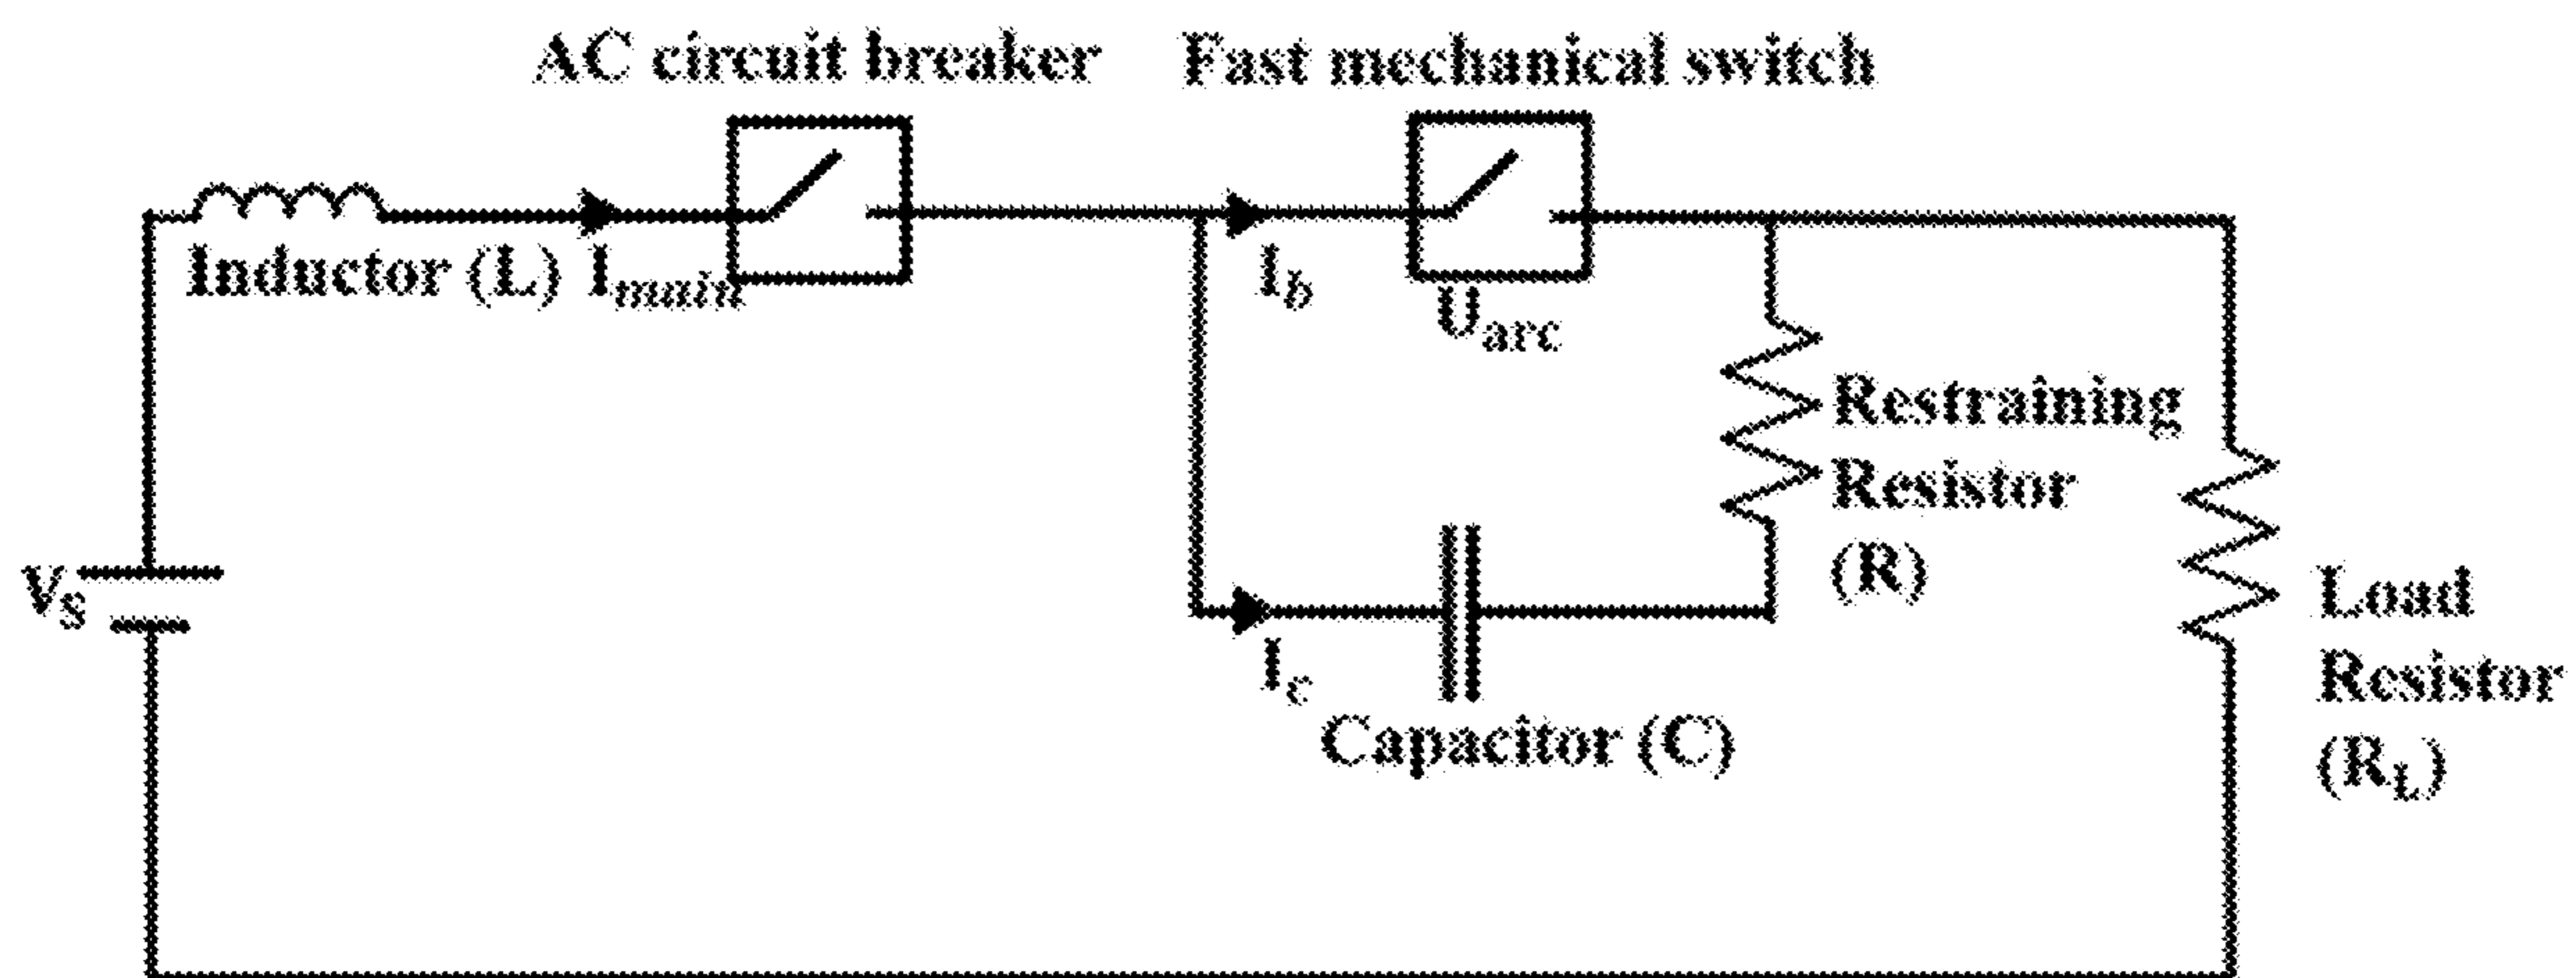 AC circuit breaker
Fast mechanical switch
Inductor (L)
I_main
I_b
U_arc
Restraining
Resistor
(R)
V_S
Load
Resistor
(R_L)
I_c
Capacitor (C)